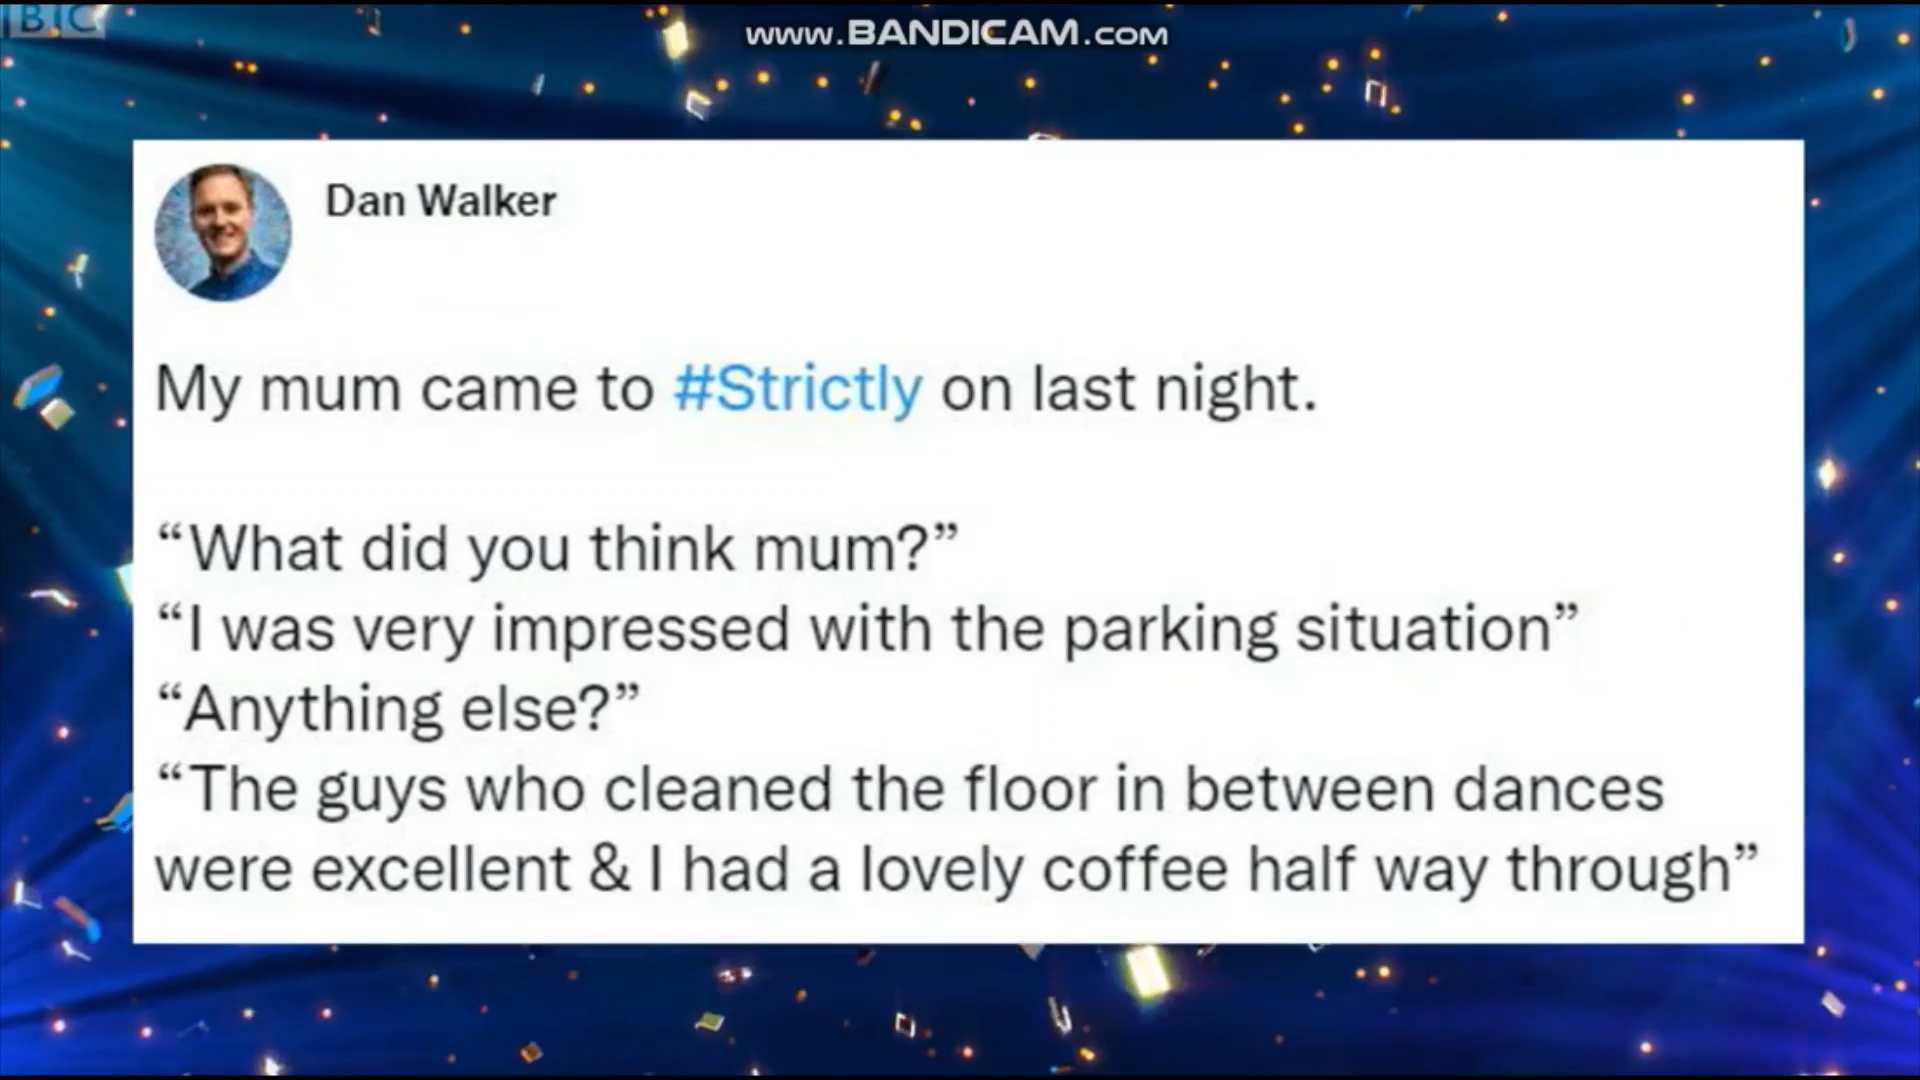 BBC
www.BANDICAM.com
Dan Walker
My mum came to #Strictly on last night.
“What did you think mum?”
“I was very impressed with the parking situation”
“Anything else?”
“The guys who cleaned the floor in between dances
were excellent & I had a lovely coffee half way through”